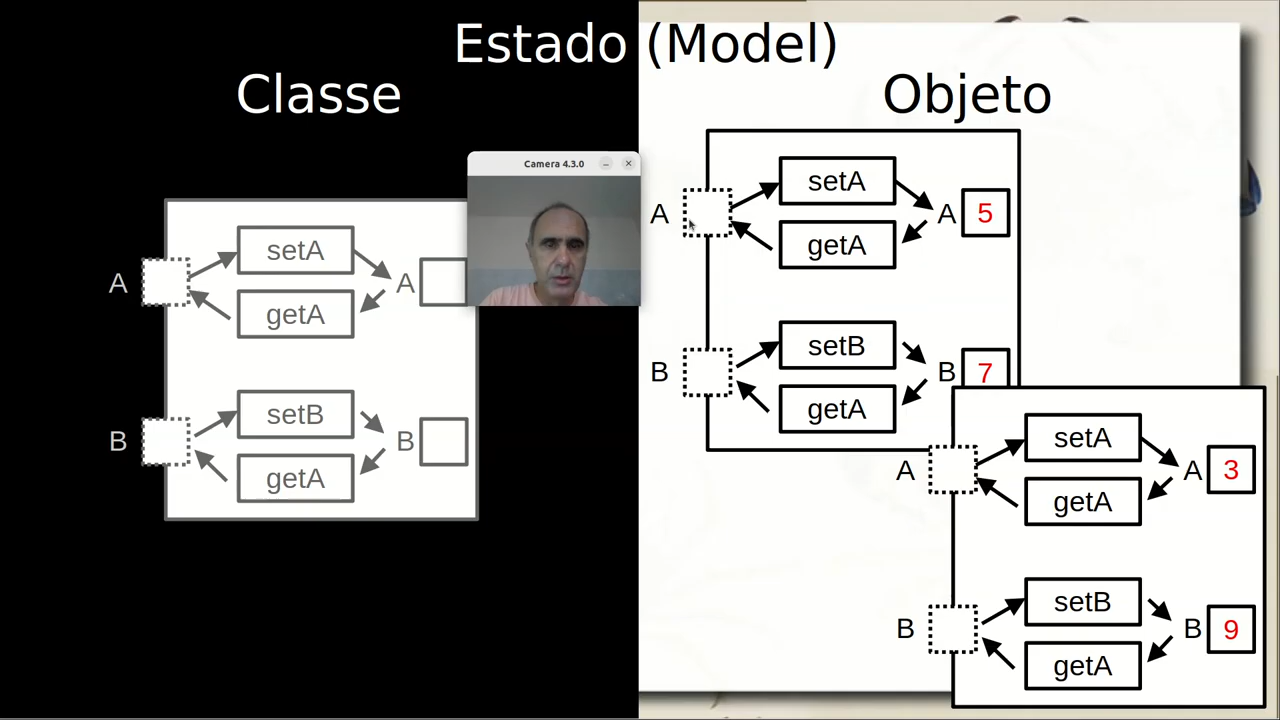 Estado (Model)
Classe
Objeto
Camera 4.3.0
setA
A
A
getA
setB
B
B
getA
setA
A
A
5
getA
setB
B
B
7
getA
setA
A
A
3
getA
setB
B
B
9
getA